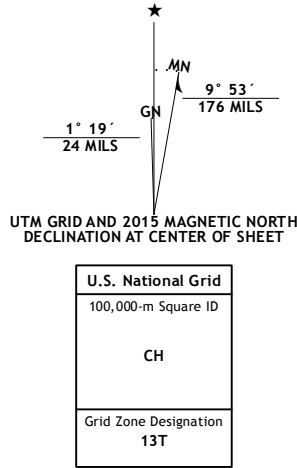 ★
MN
9° 53´
176 MILS
GN
1° 19´
24 MILS
UTM GRID AND 2015 MAGNETIC NORTH
DECLINATION AT CENTER OF SHEET
U.S. National Grid
100,000-m Square ID
CH
Grid Zone Designation
13T